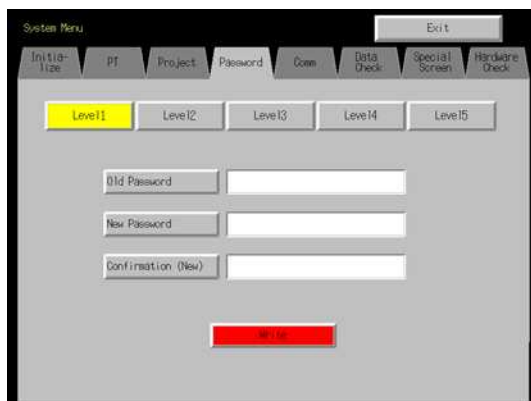 System Menu
Exit
Initia-
lize
PT
Project
Password
Comm
Data
Check
Special
Screen
Hardware
Check
Level1
Level2
Level3
Level4
Level5
Old Password
New Password
Confirmation (New)
Write